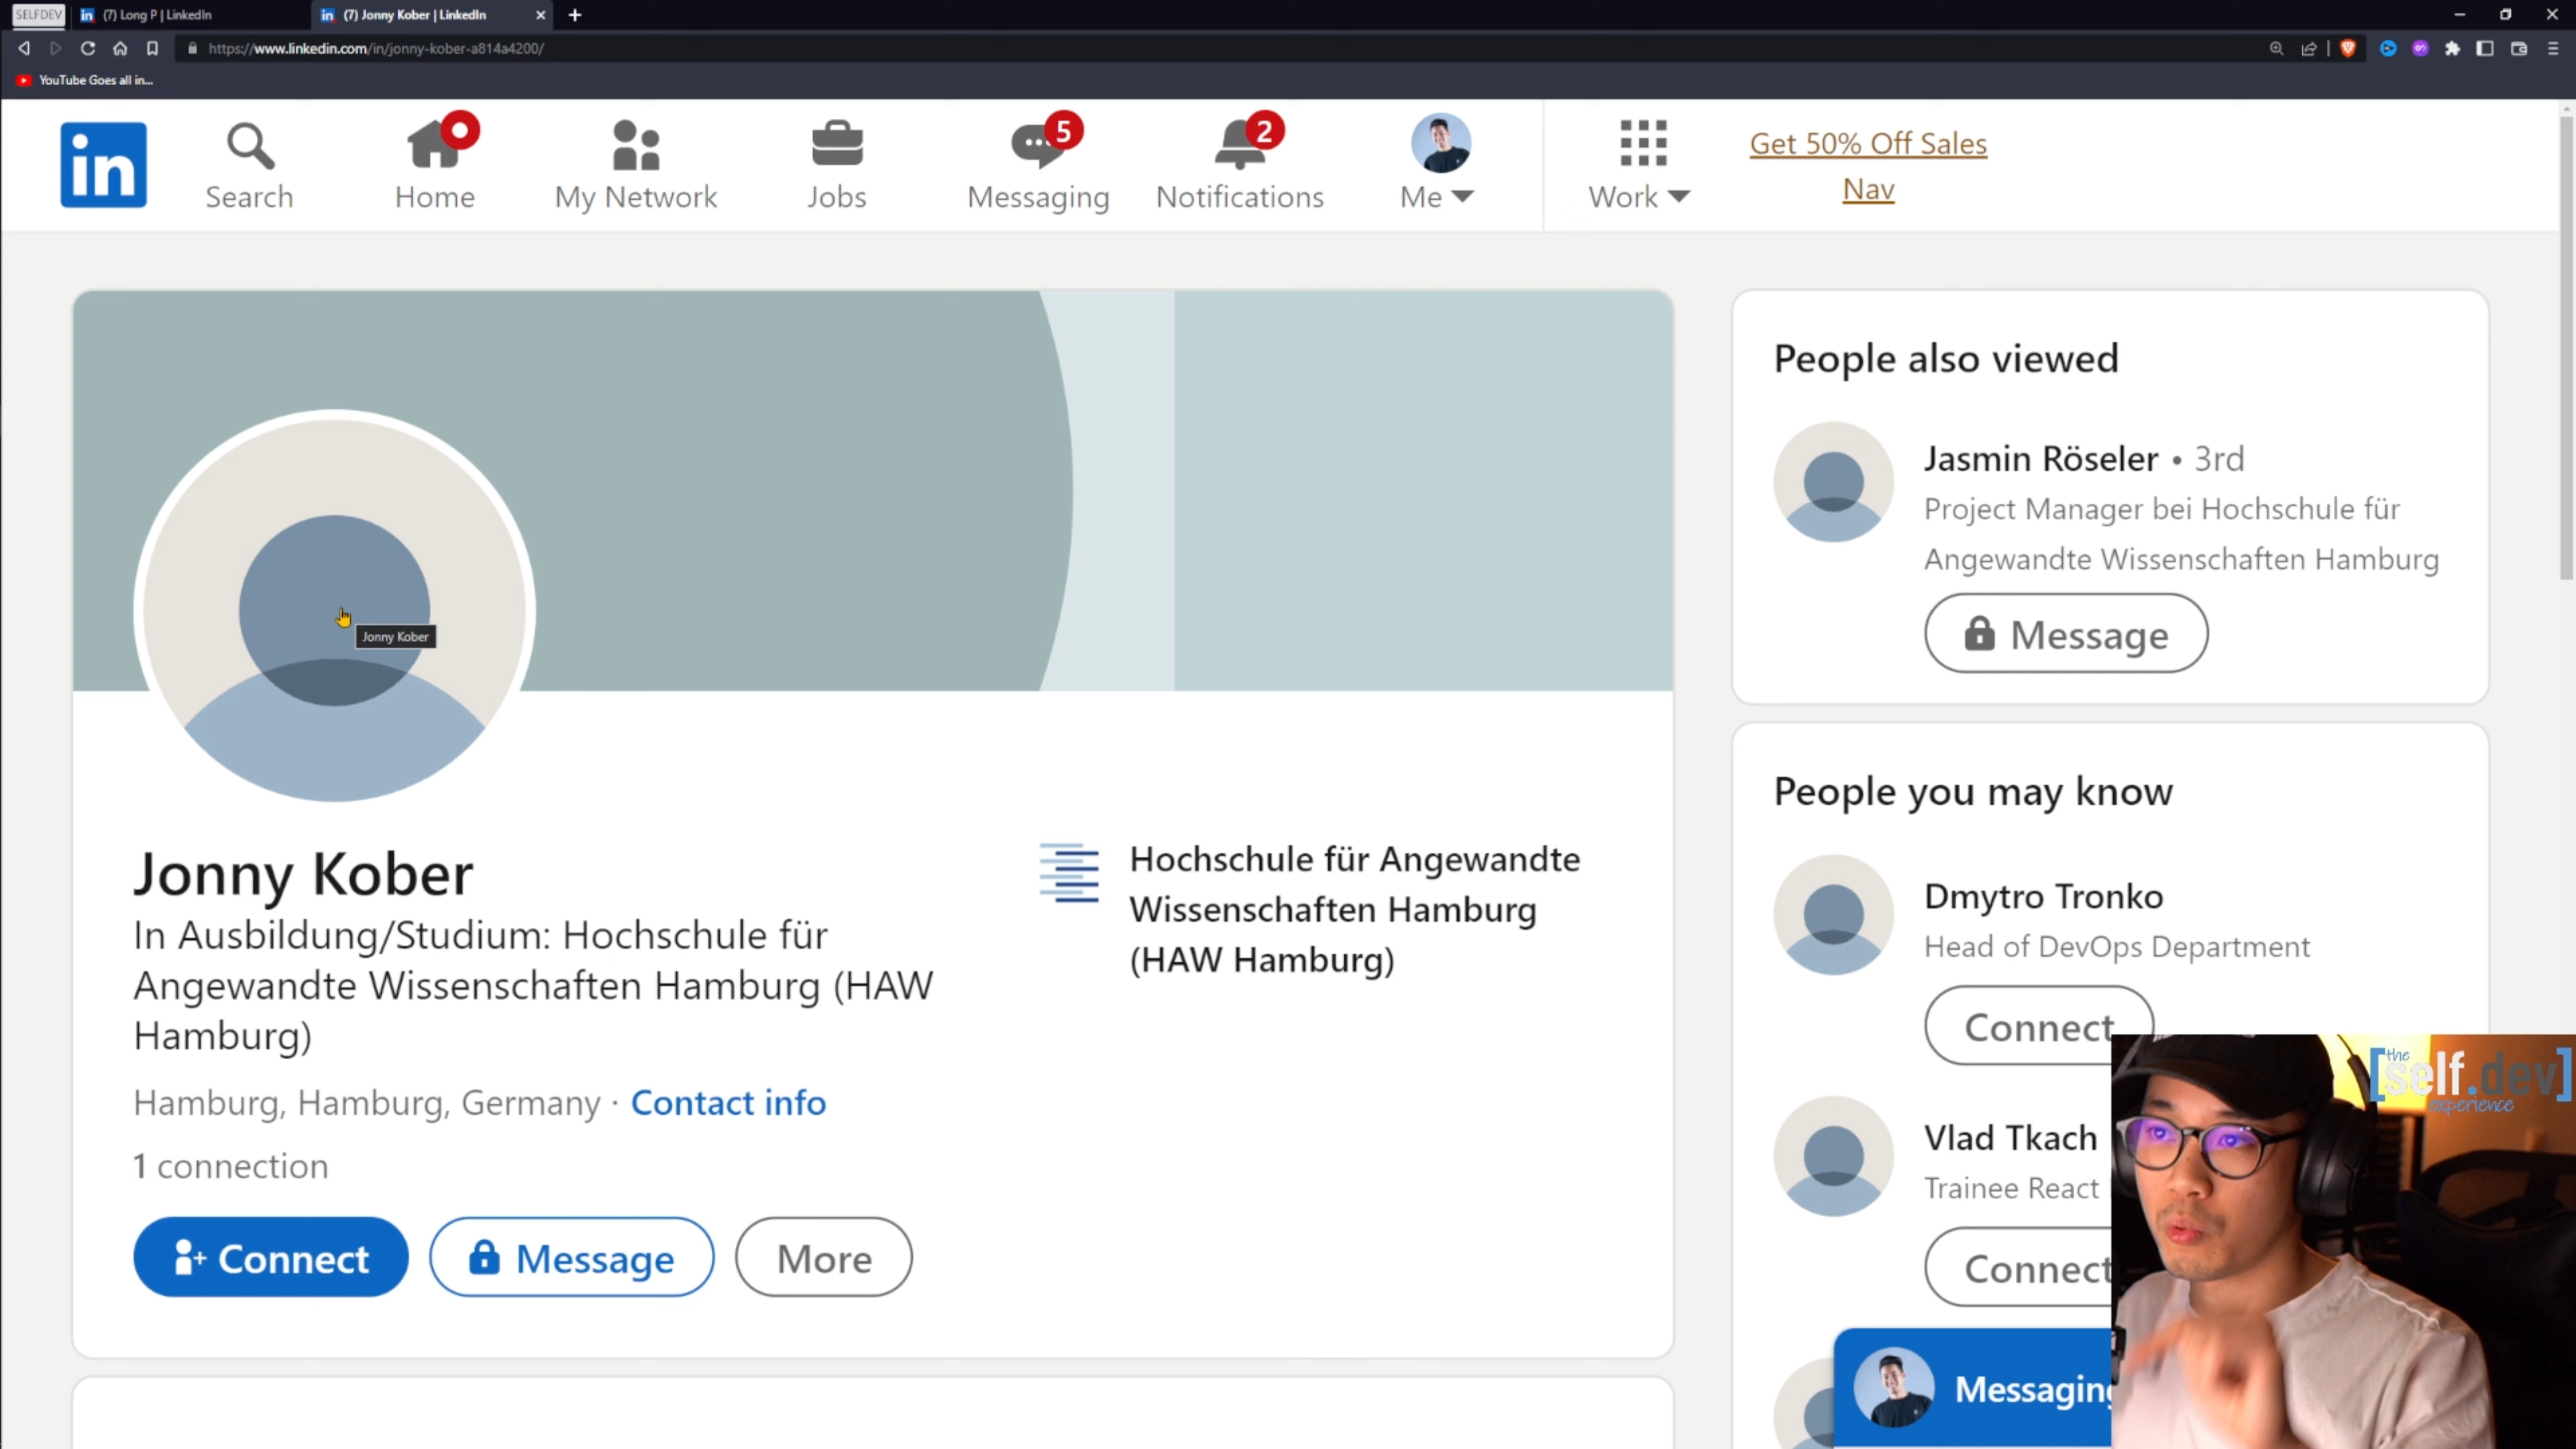 SELFDEV
in (7) Long P | LinkedIn
in (7) Jonny Kober | LinkedIn
https://www.linkedin.com/in/jonny-kober-a814a4200/
YouTube Goes all in...
in
Search
Home
My Network
Jobs
5
Messaging
2
Notifications
Me
Work
Get 50% Off Sales
Nav
Jonny Kober
Jonny Kober
In Ausbildung/Studium: Hochschule für
Angewandte Wissenschaften Hamburg (HAW
Hamburg)
Hamburg, Hamburg, Germany · Contact info
1 connection
Connect
Message
More
Hochschule für Angewandte
Wissenschaften Hamburg
(HAW Hamburg)
People also viewed
Jasmin Röseler • 3rd
Project Manager bei Hochschule für
Angewandte Wissenschaften Hamburg
Message
People you may know
Dmytro Tronko
Head of DevOps Department
Connect
Vlad Tkach
Trainee React
Connect
Messaging
[the
self.dev]
experience